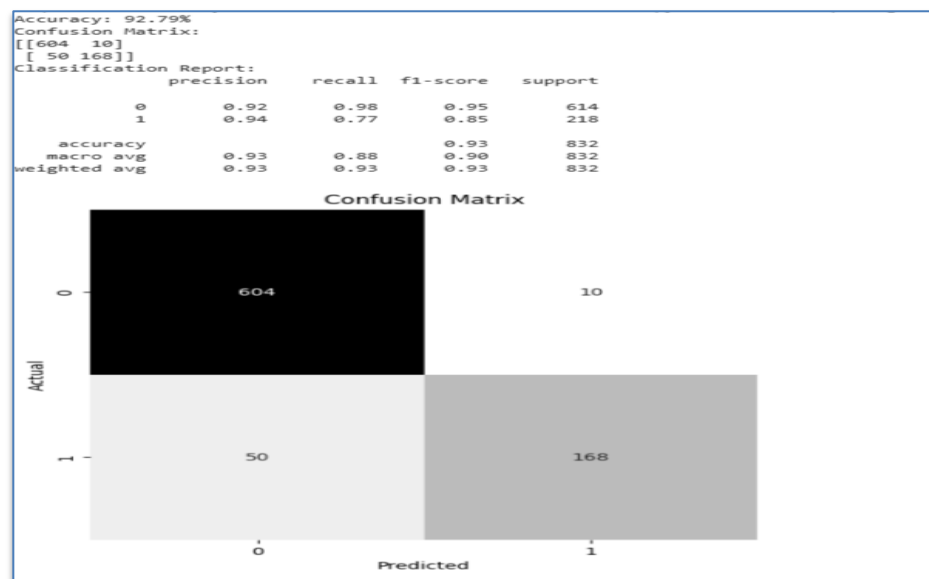 Accuracy: 92.79%
Confusion Matrix:
[[604 10]
[ 50 168]]
Classification Report:
precision recall f1-score support
0 0.92 0.98 0.95 614
1 0.94 0.77 0.85 218
accuracy 0.93 832
macro avg 0.93 0.88 0.90 832
weighted avg 0.93 0.93 0.93 832
Confusion Matrix
0
604 10
Actual
1
50 168
0 1
Predicted